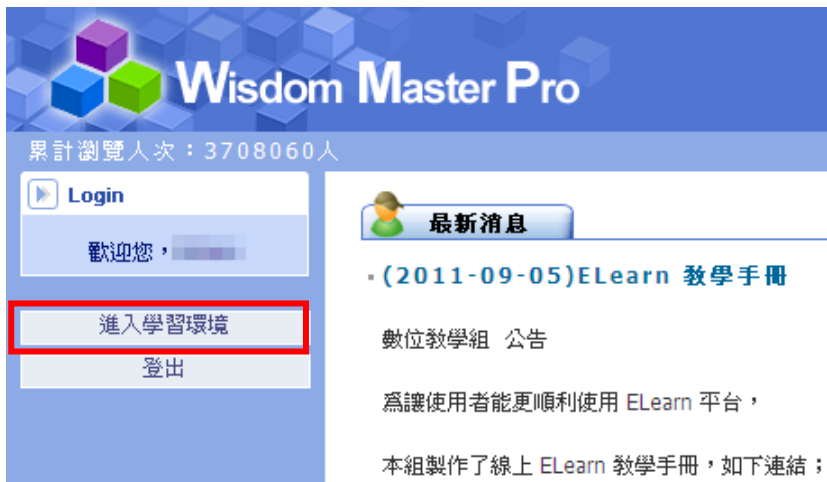 Wisdom Master Pro
累計瀏覽人次：3708060人
Login
歡迎您，
進入學習環境
登出
最新消息
(2011-09-05)ELearn 教學手冊
數位教學組 公告
為讓使用者能更順利使用 ELearn 平台，
本組製作了線上 ELearn 教學手冊，如下連結；